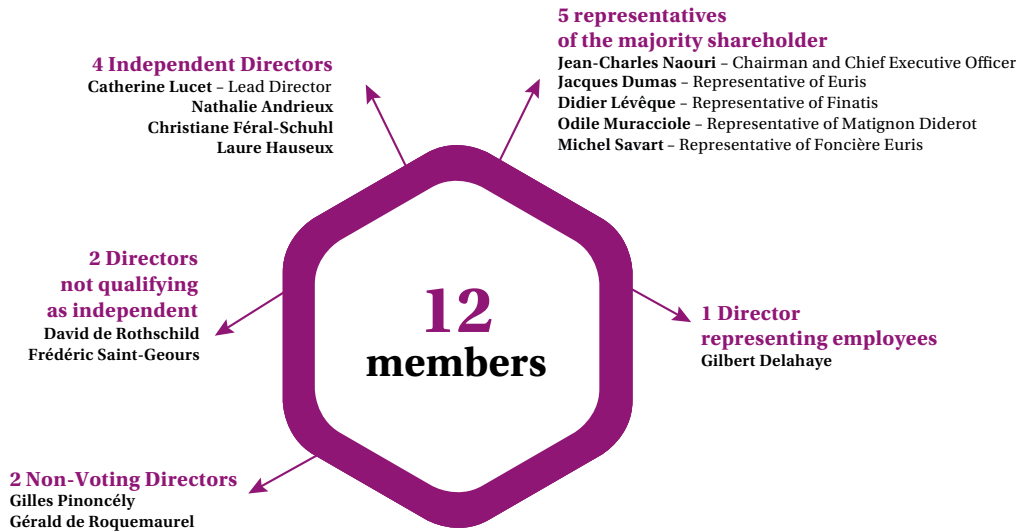 5 representatives
of the majority shareholder
Jean-Charles Naouri – Chairman and Chief Executive Officer
Jacques Dumas – Representative of Euris
Didier Lévêque – Representative of Finatis
Odile Muracciole – Representative of Matignon Diderot
Michel Savart – Representative of Foncière Euris
4 Independent Directors
Catherine Lucet – Lead Director
Nathalie Andrieux
Christiane Féral-Schuhl
Laure Hauseux
2 Directors
not qualifying
as independent
David de Rothschild
Frédéric Saint-Geours
12
members
1 Director
representing employees
Gilbert Delahaye
2 Non-Voting Directors
Gilles Pinoncély
Gérald de Roquemaurel